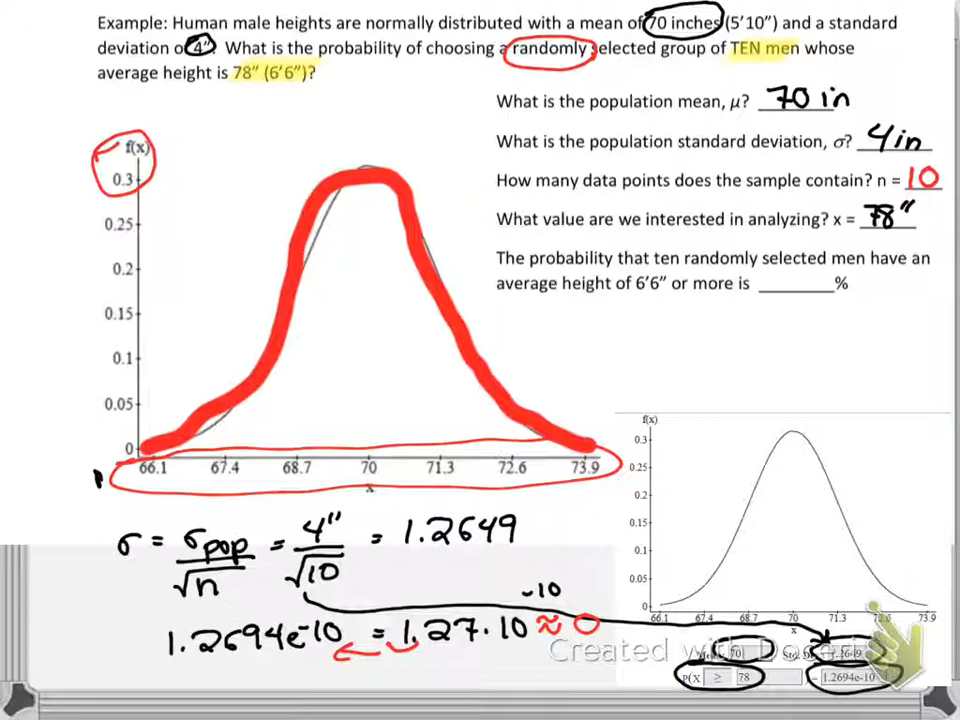 Example: Human male heights are normally distributed with a mean of 70 inches (5'10") and a standard
deviation of 4". What is the probability of choosing a randomly selected group of TEN men whose
average height is 78" (6'6")?
What is the population mean, μ? 70 in
What is the population standard deviation, σ? 4in
How many data points does the sample contain? n = 10
What value are we interested in analyzing? x = 78"
The probability that ten randomly selected men have an
average height of 6'6" or more is ________%
f(x)
0.3
0.25
0.2
0.15
0.1
0.05
0
66.1 67.4 68.7 70 71.3 72.6 73.9
x
f(x)
0.3
0.25
0.2
0.15
0.1
0.05
0
66.1 67.4 68.7 70 71.3 72.6 73.9
x
σ = σpop/√n = 4"/√10 = 1.2649
1.2694e-10 = 1.27·10^-10 ≈ 0
70 Std. D 1.2649
P(X ≥ 78 ) = 1.2694e-10
Created with Doceri